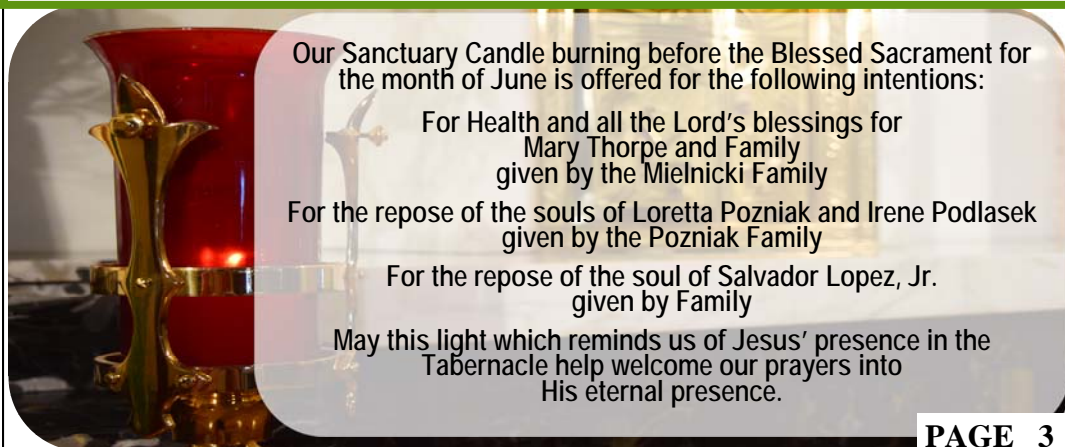 Our Sanctuary Candle burning before the Blessed Sacrament for
the month of June is offered for the following intentions:
For Health and all the Lord's blessings for
Mary Thorpe and Family
given by the Mielnicki Family
For the repose of the souls of Loretta Pozniak and Irene Podlasek
given by the Pozniak Family
For the repose of the soul of Salvador Lopez, Jr.
given by Family
May this light which reminds us of Jesus' presence in the
Tabernacle help welcome our prayers into
His eternal presence.
PAGE 3